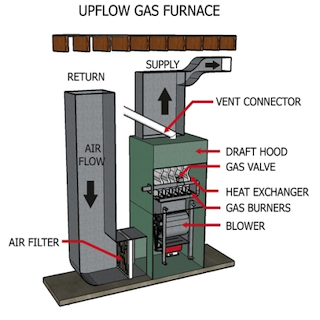 UPFLOW GAS FURNACE
SUPPLY
RETURN
VENT CONNECTOR
AIR
FLOW
DRAFT HOOD
GAS VALVE
HEAT EXCHANGER
GAS BURNERS
BLOWER
AIR FILTER